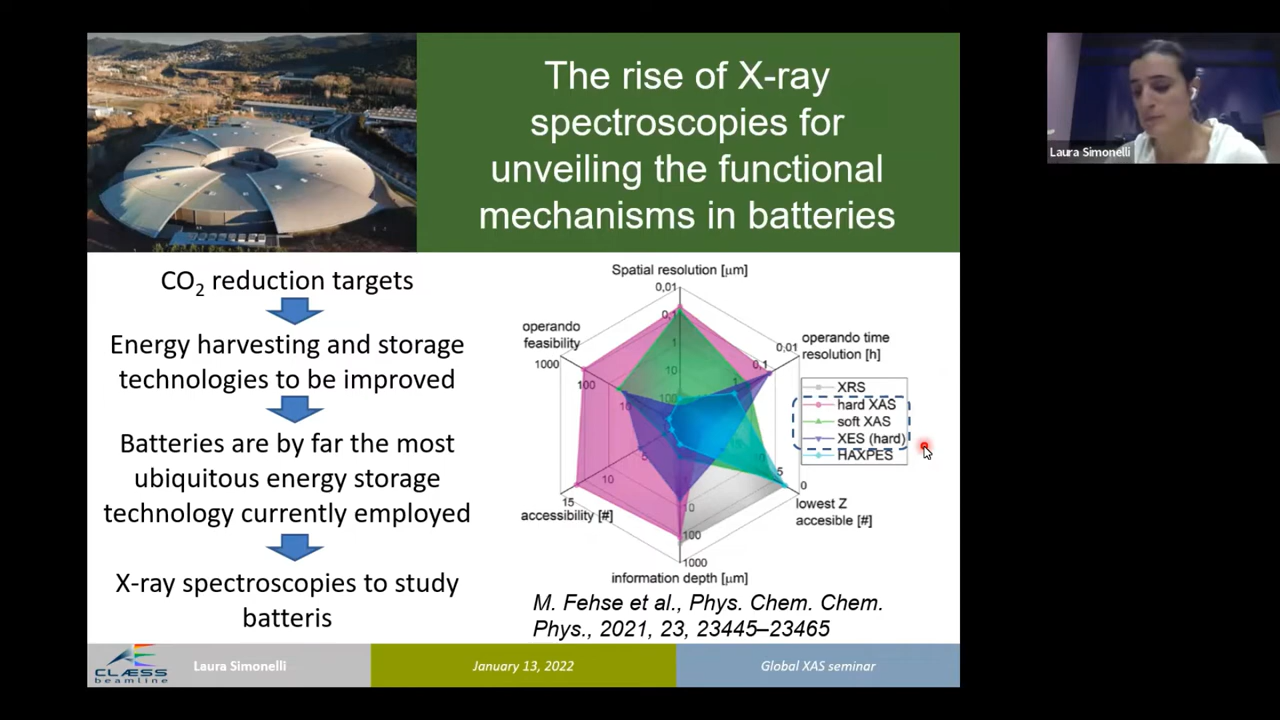 The rise of X-ray
spectroscopies for
unveiling the functional
mechanisms in batteries
Laura Simonelli
CO2 reduction targets
Energy harvesting and storage
technologies to be improved
Batteries are by far the most
ubiquitous energy storage
technology currently employed
X-ray spectroscopies to study
batteris
Spatial resolution [µm]
0,01
0,1
10
100
operando
feasibility
1000
100
10
operando time
resolution [h]
0,01
0,1
1
XRS
hard XAS
soft XAS
XES (hard)
HAXPES
lowest Z
accesible [#]
0
5
10
information depth [µm]
10
100
1000
accessibility [#]
15
10
5
M. Fehse et al., Phys. Chem. Chem.
Phys., 2021, 23, 23445–23465
CLÆSS
beamline
Laura Simonelli
January 13, 2022
Global XAS seminar